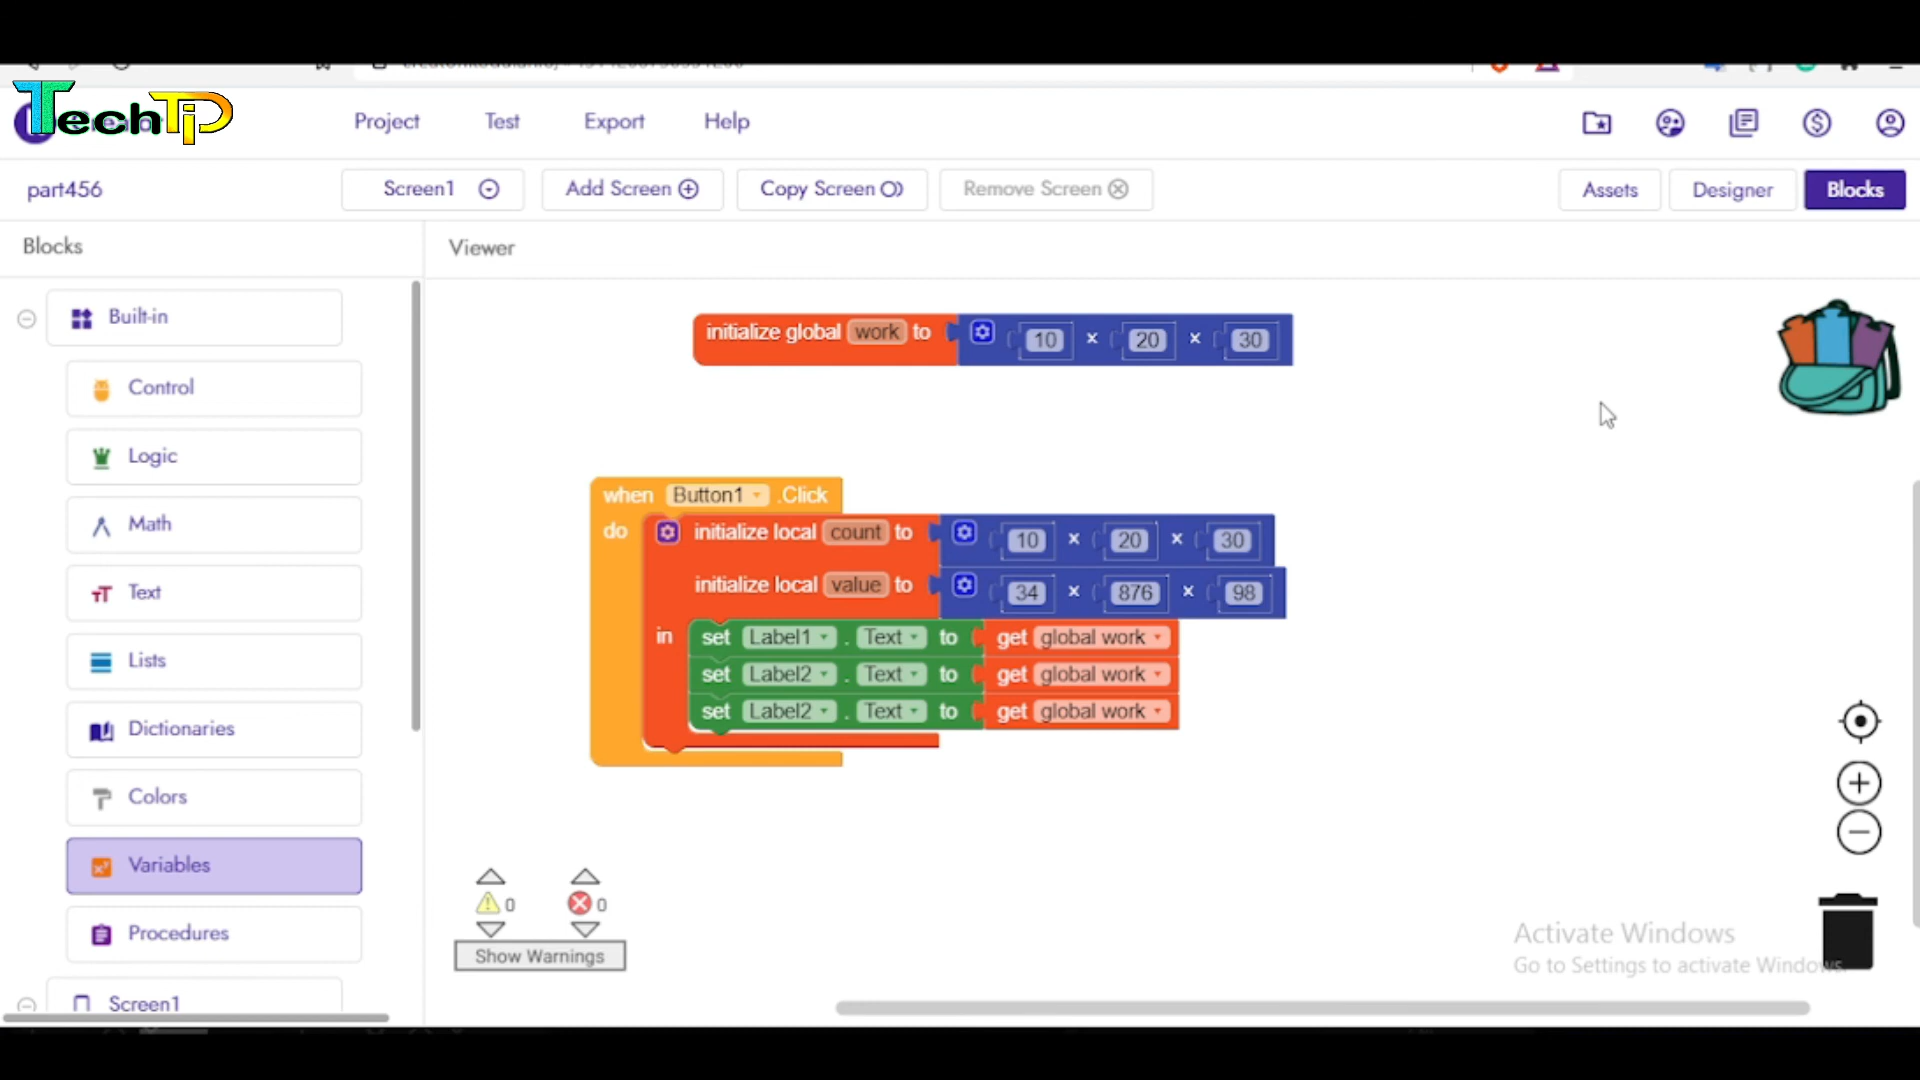 TechTip
Project Test Export Help
part456 Screen1 Add Screen Copy Screen Remove Screen Assets Designer Blocks
Blocks Viewer
Built-in
Control
Logic
Math
Text
Lists
Dictionaries
Colors
Variables
Procedures
Screen1
initialize global work to 10 × 20 × 30
when Button1 .Click
do initialize local count to 10 × 20 × 30
initialize local value to 34 × 876 × 98
in set Label1 . Text to get global work
set Label2 . Text to get global work
set Label2 . Text to get global work
0 0
Show Warnings
Activate Windows
Go to Settings to activate Windows.